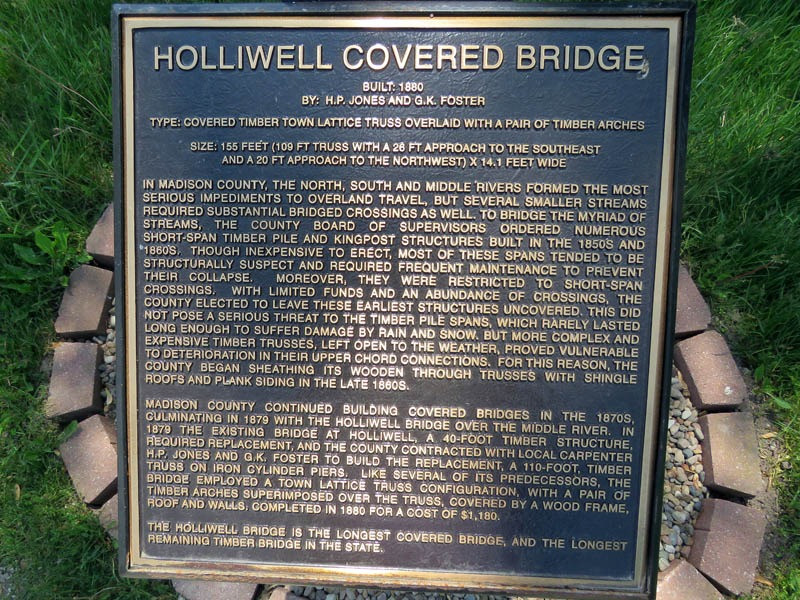 HOLLIWELL COVERED BRIDGE
BUILT: 1880
BY: H.P. JONES AND G.K. FOSTER
TYPE: COVERED TIMBER TOWN LATTICE TRUSS OVERLAID WITH A PAIR OF TIMBER ARCHES
SIZE: 155 FEET (109 FT TRUSS WITH A 26 FT APPROACH TO THE SOUTHEAST
AND A 20 FT APPROACH TO THE NORTHWEST) X 14.1 FEET WIDE
IN MADISON COUNTY, THE NORTH, SOUTH AND MIDDLE RIVERS FORMED THE MOST
SERIOUS IMPEDIMENTS TO OVERLAND TRAVEL, BUT SEVERAL SMALLER STREAMS
REQUIRED SUBSTANTIAL BRIDGED CROSSINGS AS WELL. TO BRIDGE THE MYRIAD OF
STREAMS, THE COUNTY BOARD OF SUPERVISORS ORDERED NUMEROUS
SHORT-SPAN TIMBER PILE AND KINGPOST STRUCTURES BUILT IN THE 1850S AND
1860S. THOUGH INEXPENSIVE TO ERECT, MOST OF THESE SPANS TENDED TO BE
STRUCTURALLY SUSPECT AND REQUIRED FREQUENT MAINTENANCE TO PREVENT
THEIR COLLAPSE. MOREOVER, THEY WERE RESTRICTED TO SHORT-SPAN
CROSSINGS. WITH LIMITED FUNDS AND AN ABUNDANCE OF CROSSINGS, THE
COUNTY ELECTED TO LEAVE THESE EARLIEST STRUCTURES UNCOVERED. THIS DID
NOT POSE A SERIOUS THREAT TO THE TIMBER PILE SPANS, WHICH RARELY LASTED
LONG ENOUGH TO SUFFER DAMAGE BY RAIN AND SNOW. BUT MORE COMPLEX AND
EXPENSIVE TIMBER TRUSSES, LEFT OPEN TO THE WEATHER, PROVED VULNERABLE
TO DETERIORATION IN THEIR UPPER CHORD CONNECTIONS. FOR THIS REASON, THE
COUNTY BEGAN SHEATHING ITS WOODEN THROUGH TRUSSES WITH SHINGLE
ROOFS AND PLANK SIDING IN THE LATE 1860S.
MADISON COUNTY CONTINUED BUILDING COVERED BRIDGES IN THE 1870S,
CULMINATING IN 1879 WITH THE HOLLIWELL BRIDGE OVER THE MIDDLE RIVER. IN
1879 THE EXISTING BRIDGE AT HOLLIWELL, A 40-FOOT TIMBER STRUCTURE,
REQUIRED REPLACEMENT, AND THE COUNTY CONTRACTED WITH LOCAL CARPENTER
H.P. JONES AND G.K. FOSTER TO BUILD THE REPLACEMENT, A 110-FOOT, TIMBER
TRUSS ON IRON CYLINDER PIERS. LIKE SEVERAL OF ITS PREDECESSORS, THE
BRIDGE EMPLOYED A TOWN LATTICE TRUSS CONFIGURATION, WITH A PAIR OF
TIMBER ARCHES SUPERIMPOSED OVER THE TRUSS, COVERED BY A WOOD FRAME,
ROOF AND WALLS, COMPLETED IN 1880 FOR A COST OF $1,180.
THE HOLLIWELL BRIDGE IS THE LONGEST COVERED BRIDGE, AND THE LONGEST
REMAINING TIMBER BRIDGE IN THE STATE.